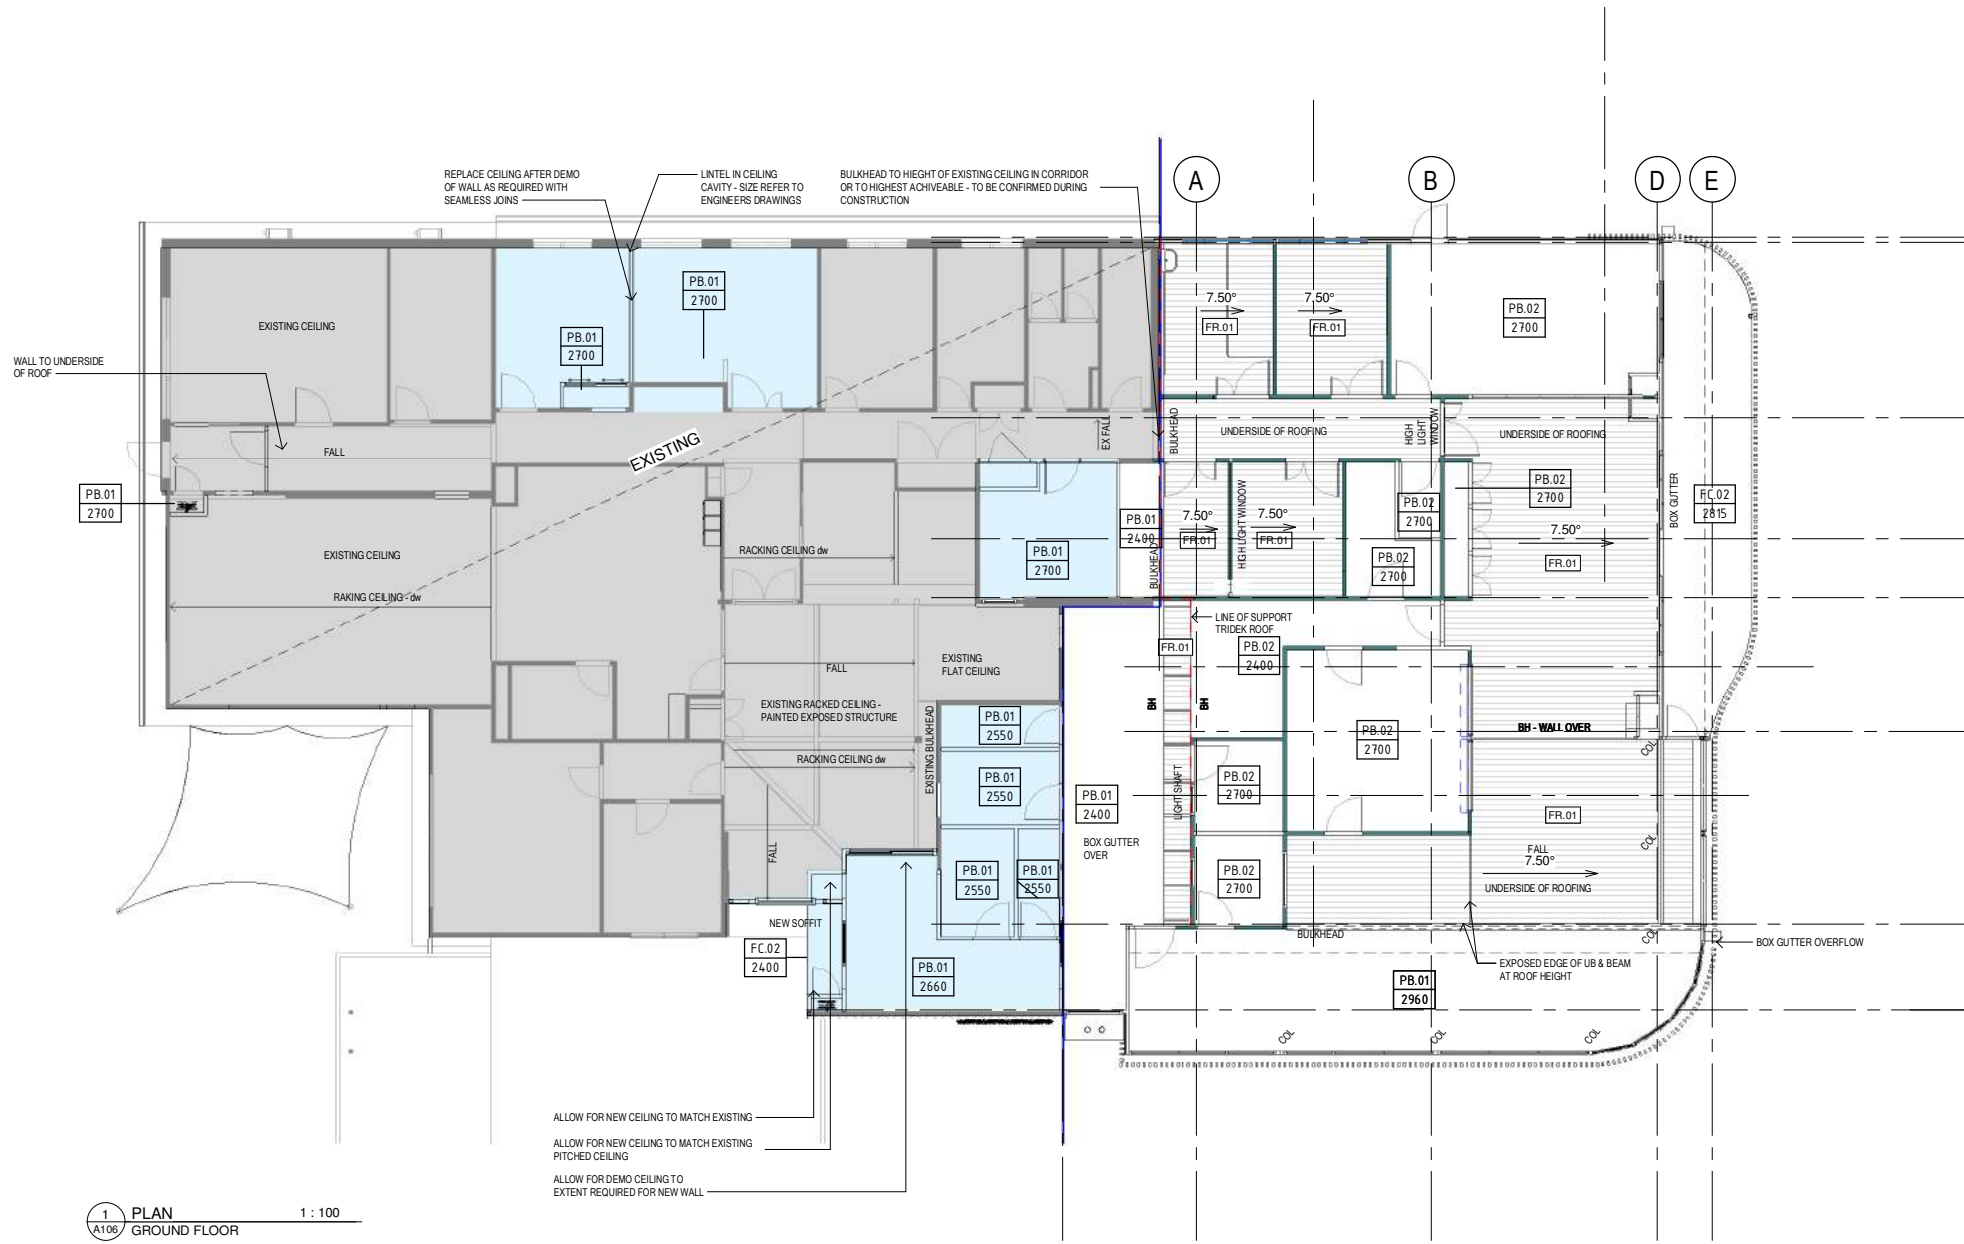 REPLACE CEILING AFTER DEMO
OF WALL AS REQUIRED WITH
SEAMLESS JOINS
LINTEL IN CEILING
CAVITY - SIZE REFER TO
ENGINEERS DRAWINGS
BULKHEAD TO HIEGHT OF EXISTING CEILING IN CORRIDOR
OR TO HIGHEST ACHIVEABLE - TO BE CONFIRMED DURING
CONSTRUCTION
A
B
D
E
PB.01
2700
PB.01
2700
EXISTING CEILING
WALL TO UNDERSIDE
OF ROOF
7.50°
FR.01
7.50°
FR.01
PB.02
2700
FALL
EXISTING
EX FALL
BULKHEAD
UNDERSIDE OF ROOFING
HIGH
LIGHT
WINDOW
UNDERSIDE OF ROOFING
PB.01
2700
EXISTING CEILING
RACKING CEILING dw
PB.01
2700
PB.01
2400
BULKHEAD
7.50°
FR.01
HIGH LIGHT WINDOW
7.50°
FR.01
PB.02
2700
PB.02
2700
PB.02
2700
7.50°
FR.01
BOX GUTTER
FC.02
2815
RAKING CEILING - dw
LINE OF SUPPORT
TRIDEK ROOF
FR.01
PB.02
2400
FALL
EXISTING
FLAT CEILING
EXISTING RACKED CEILING -
PAINTED EXPOSED STRUCTURE
RACKING CEILING dw
EXISTING BULKHEAD
PB.01
2550
PB.01
2550
BH
BH
PB.02
2700
BH - WALL OVER
COL
PB.01
2400
LIGHT SHAFT
PB.02
2700
FR.01
BOX GUTTER
OVER
FALL
PB.01
2550
PB.01
2550
PB.02
2700
COL
FALL
7.50°
UNDERSIDE OF ROOFING
NEW SOFFIT
FC.02
2400
PB.01
2660
BULKHEAD
COL
BOX GUTTER OVERFLOW
EXPOSED EDGE OF UB & BEAM
AT ROOF HEIGHT
PB.01
2960
COL
COL
COL
ALLOW FOR NEW CEILING TO MATCH EXISTING
ALLOW FOR NEW CEILING TO MATCH EXISTING
PITCHED CEILING
ALLOW FOR DEMO CEILING TO
EXTENT REQUIRED FOR NEW WALL
1
A106
PLAN
1 : 100
GROUND FLOOR